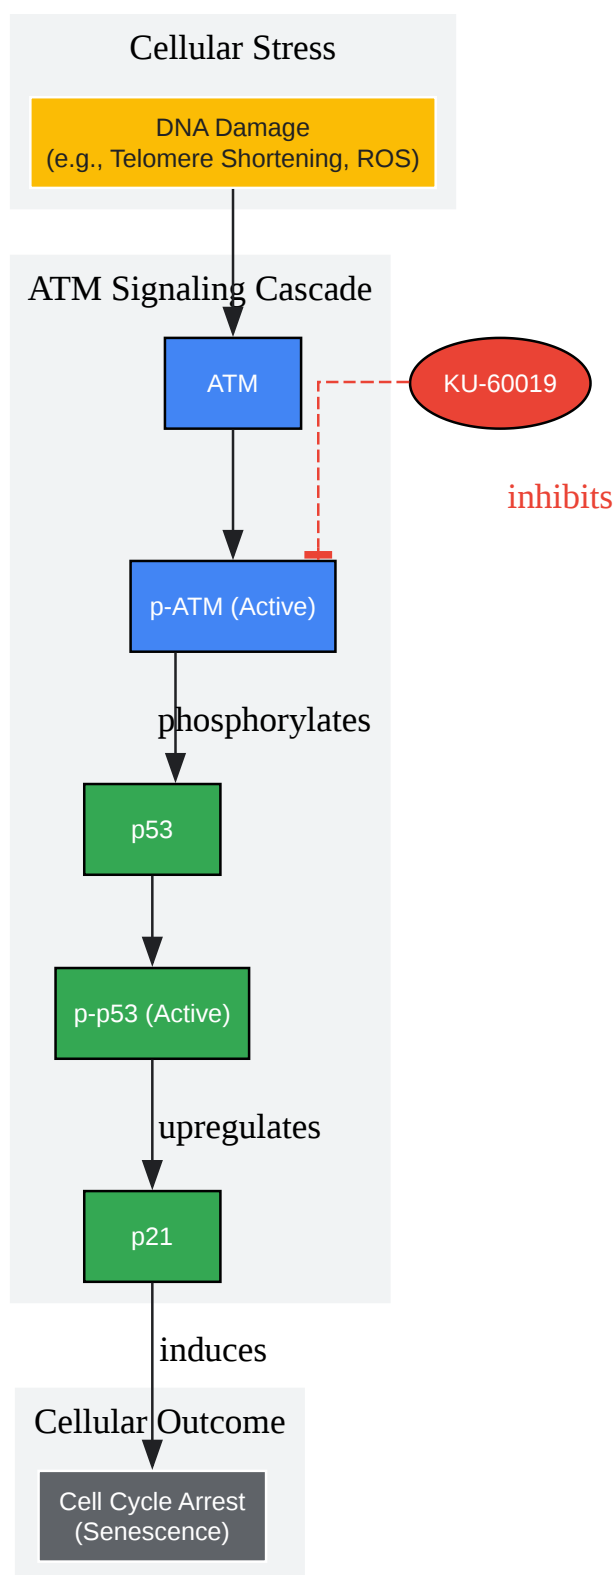 Cellular Stress
DNA Damage
(e.g., Telomere Shortening, ROS)
ATM Signaling Cascade
ATM
KU-60019
inhibits
p-ATM (Active)
phosphorylates
p53
p-p53 (Active)
upregulates
p21
induces
Cellular Outcome
Cell Cycle Arrest
(Senescence)